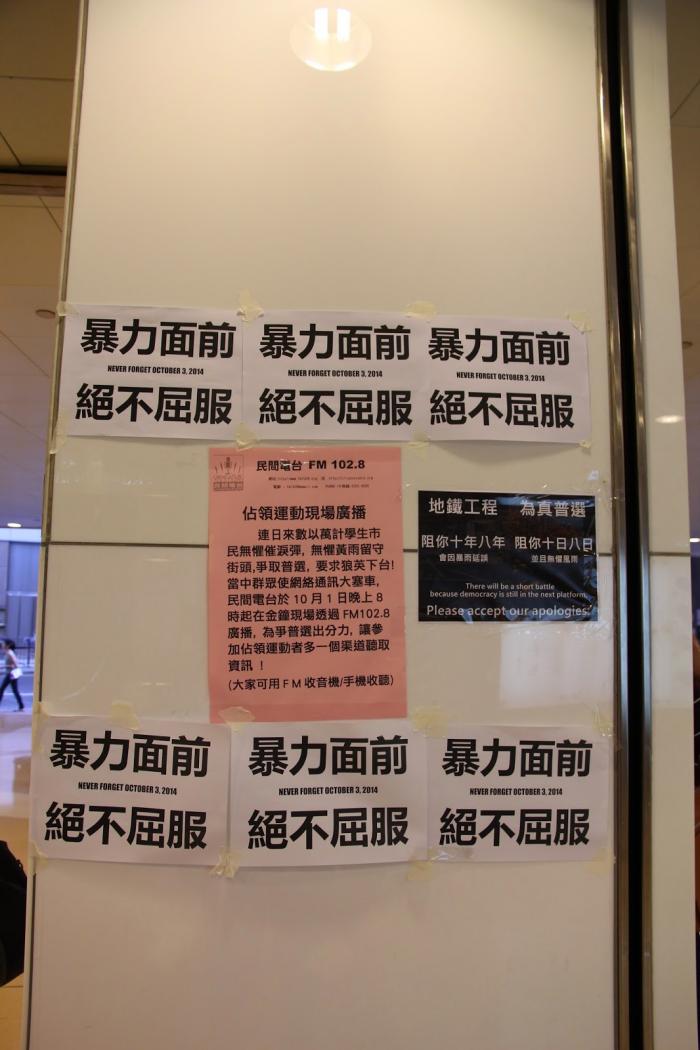 暴力面前
NEVER FORGET OCTOBER 3, 2014
絕不屈服
暴力面前
NEVER FORGET OCTOBER 3, 2014
絕不屈服
暴力面前
NEVER FORGET OCTOBER 3, 2014
絕不屈服
民間電台 FM 102.8
佔領運動現場廣播
連日來數以萬計學生市
民無懼催淚彈, 無懼黃雨留守
街頭,爭取普選, 要求狼英下台!
當中群眾使網絡通訊大塞車,
民間電台於 10 月 1 日晚上 8
時起在金鐘現場透過 FM102.8
廣播, 為爭普選出分力, 讓參
加佔領運動者多一個渠道聽取
資訊 !
(大家可用 F M 收音機/手機收聽)
地鐵工程 為真普選
阻你十年八年 阻你十日八日
會因暴雨延誤 並且無懼風雨
There will be a short battle
because democracy is still in the next platform.
Please accept our apologies.
暴力面前
NEVER FORGET OCTOBER 3, 2014
絕不屈服
暴力面前
NEVER FORGET OCTOBER 3, 2014
絕不屈服
暴力面前
NEVER FORGET OCTOBER 3, 2014
絕不屈服